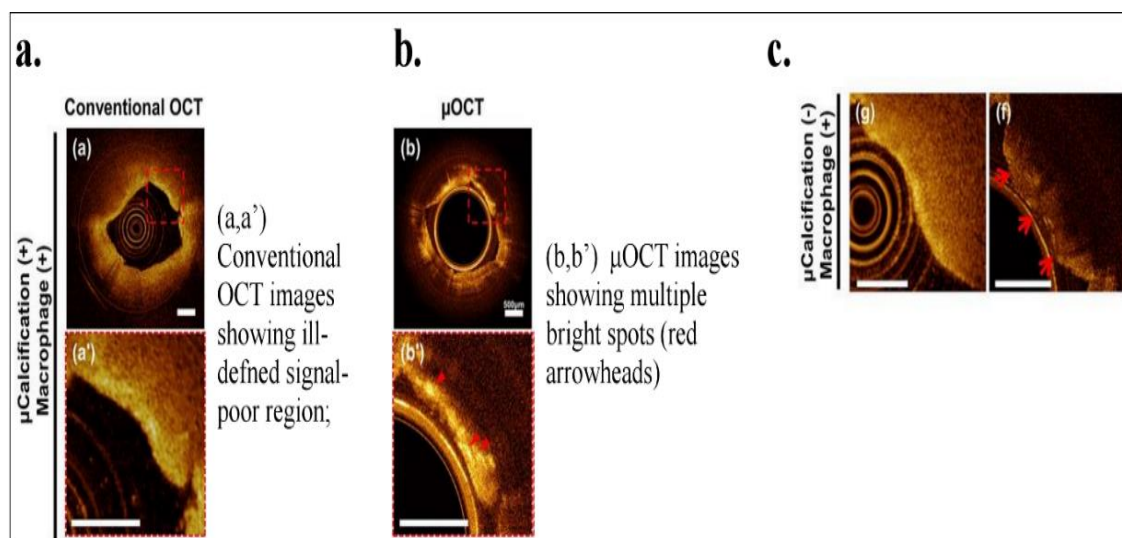 a.
Conventional OCT
(a)
(a')
µCalcification (+)
Macrophage (+)
(a,a’)
Conventional
OCT images
showing ill-
defned signal-
poor region;
b.
µOCT
(b)
500µm
(b')
(b,b’) µOCT images
showing multiple
bright spots (red
arrowheads)
c.
µCalcification (-)
Macrophage (+)
(g)
(f)